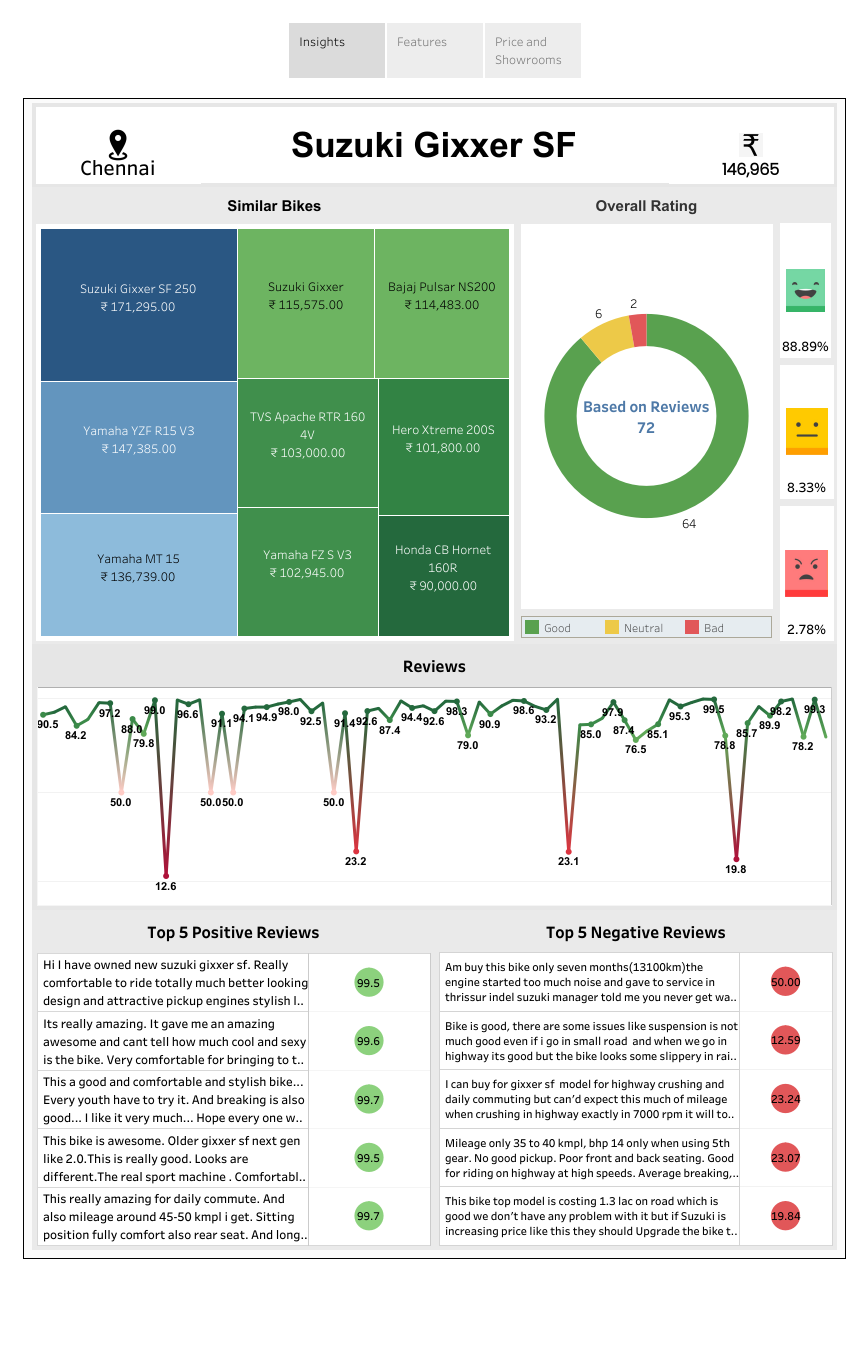 Insights
Features
Price and
Showrooms
Chennai
Suzuki Gixxer SF
₹
146,965
Similar Bikes
Overall Rating
Suzuki Gixxer SF 250
₹ 171,295.00
Suzuki Gixxer
₹ 115,575.00
Bajaj Pulsar NS200
₹ 114,483.00
Yamaha YZF R15 V3
₹ 147,385.00
TVS Apache RTR 160
4V
₹ 103,000.00
Hero Xtreme 200S
₹ 101,800.00
Yamaha MT 15
₹ 136,739.00
Yamaha FZ S V3
₹ 102,945.00
Honda CB Hornet
160R
₹ 90,000.00
6
2
Based on Reviews
72
64
Good
Neutral
Bad
88.89%
8.33%
2.78%
Reviews
90.5
84.2
97.2
50.0
88.0
79.8
99.0
12.6
96.6
50.0
91.1
50.0
94.1
94.9
98.0
92.5
50.0
91.4
23.2
92.6
87.4
94.4
92.6
98.3
79.0
90.9
98.6
93.2
23.1
85.0
97.9
87.4
76.5
85.1
95.3
99.5
78.8
19.8
85.7
89.9
98.2
78.2
99.3
Top 5 Positive Reviews
Hi I have owned new suzuki gixxer sf. Really
comfortable to ride totally much better looking
design and attractive pickup engines stylish l..
99.5
Its really amazing. It gave me an amazing
awesome and cant tell how much cool and sexy
is the bike. Very comfortable for bringing to t..
99.6
This a good and comfortable and stylish bike...
Every youth have to try it. And breaking is also
good... I like it very much... Hope every one w..
99.7
This bike is awesome. Older gixxer sf next gen
like 2.0.This is really good. Looks are
different.The real sport machine . Comfortabl..
99.5
This really amazing for daily commute. And
also mileage around 45-50 kmpl i get. Sitting
position fully comfort also rear seat. And long..
99.7
Top 5 Negative Reviews
Am buy this bike only seven months(13100km)the
engine started too much noise and gave to service in
thrissur indel suzuki manager told me you never get wa..
50.00
Bike is good, there are some issues like suspension is not
much good even if i go in small road and when we go in
highway its good but the bike looks some slippery in rai..
12.59
I can buy for gixxer sf model for highway crushing and
daily commuting but can’d expect this much of mileage
when crushing in highway exactly in 7000 rpm it will to..
23.24
Mileage only 35 to 40 kmpl, bhp 14 only when using 5th
gear. No good pickup. Poor front and back seating. Good
for riding on highway at high speeds. Average breaking,..
23.07
This bike top model is costing 1.3 lac on road which is
good we don’t have any problem with it but if Suzuki is
increasing price like this they should Upgrade the bike t..
19.84